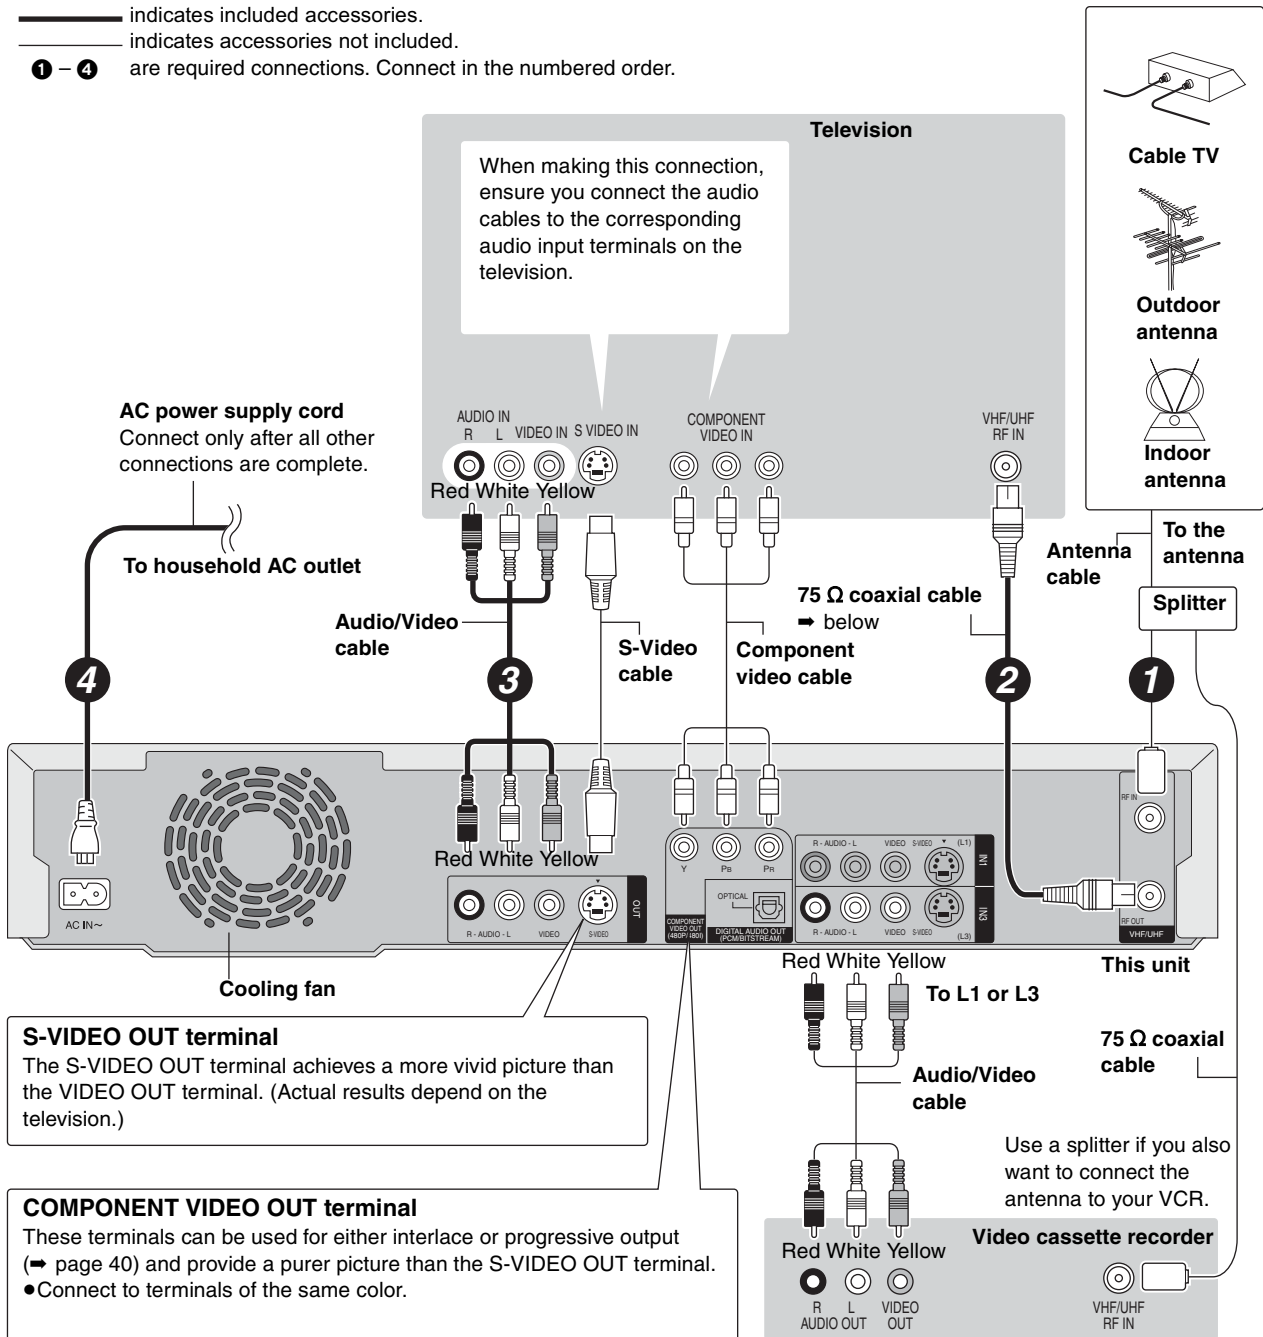 indicates included accessories.
indicates accessories not included.
❶ – ❹ are required connections. Connect in the numbered order.
Television
When making this connection,
ensure you connect the audio
cables to the corresponding
audio input terminals on the
television.
Cable TV
Outdoor
antenna
Indoor
antenna
AC power supply cord
Connect only after all other
connections are complete.
AUDIO IN
R L VIDEO IN S VIDEO IN
COMPONENT
VIDEO IN
VHF/UHF
RF IN
Red White Yellow
To household AC outlet
Antenna
cable
To the
antenna
Splitter
Audio/Video
cable
S-Video
cable
Component
video cable
75 Ω coaxial cable
➡ below
4
3
2
1
Red White Yellow
AC IN~
R - AUDIO - L VIDEO S-VIDEO
OUT
Y PB PR
COMPONENT
VIDEO OUT
(480P/480I)
OPTICAL
DIGITAL AUDIO OUT
(PCM/BITSTREAM)
R - AUDIO - L VIDEO S-VIDEO (L1)
IN1
R - AUDIO - L VIDEO S-VIDEO (L3)
IN3
RF IN
RF OUT
VHF/UHF
Cooling fan
This unit
Red White Yellow
To L1 or L3
S-VIDEO OUT terminal
The S-VIDEO OUT terminal achieves a more vivid picture than
the VIDEO OUT terminal. (Actual results depend on the
television.)
Audio/Video
cable
75 Ω coaxial
cable
Use a splitter if you also
want to connect the
antenna to your VCR.
COMPONENT VIDEO OUT terminal
These terminals can be used for either interlace or progressive output
(➡ page 40) and provide a purer picture than the S-VIDEO OUT terminal.
●Connect to terminals of the same color.
Video cassette recorder
Red White Yellow
R L VIDEO
AUDIO OUT OUT
VHF/UHF
RF IN